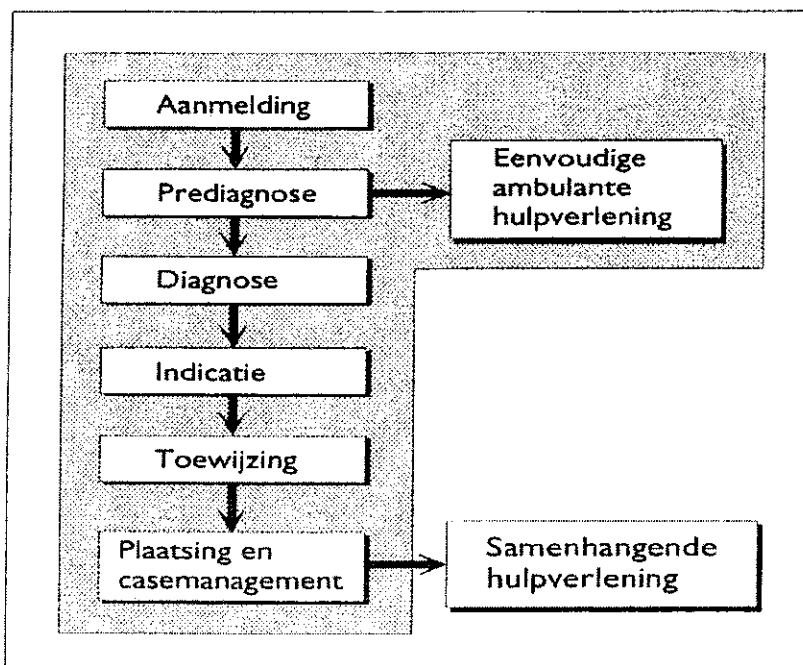 Aanmelding
Prediagnose
Eenvoudige
ambulante
hulpverlening
Diagnose
Indicatie
Toewijzing
Plaatsing en
casemanagement
Samenhangende
hulpverlening